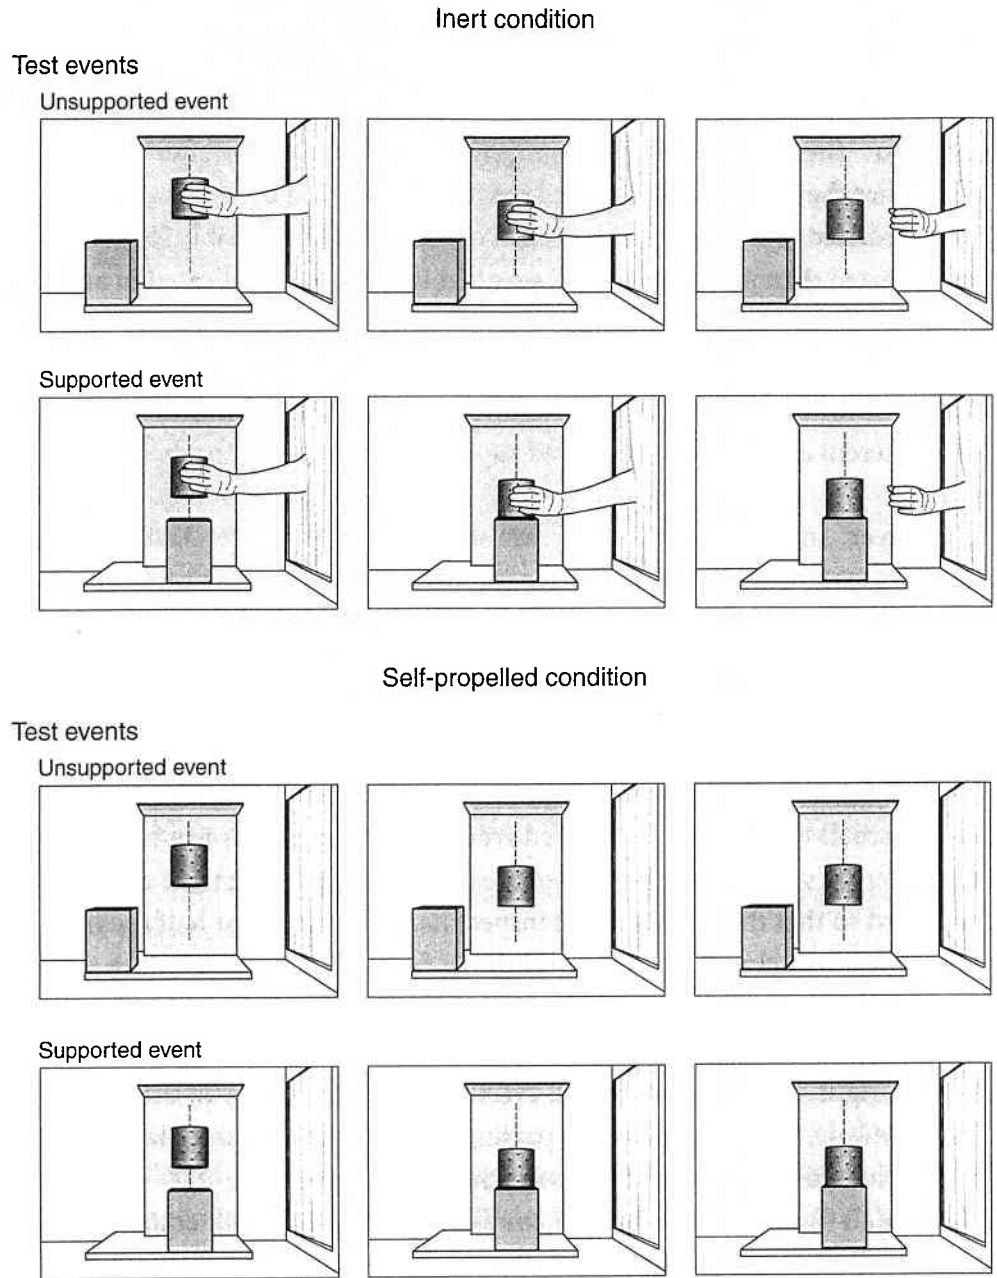 Inert condition
Test events
Unsupported event
Supported event
Self-propelled condition
Test events
Unsupported event
Supported event